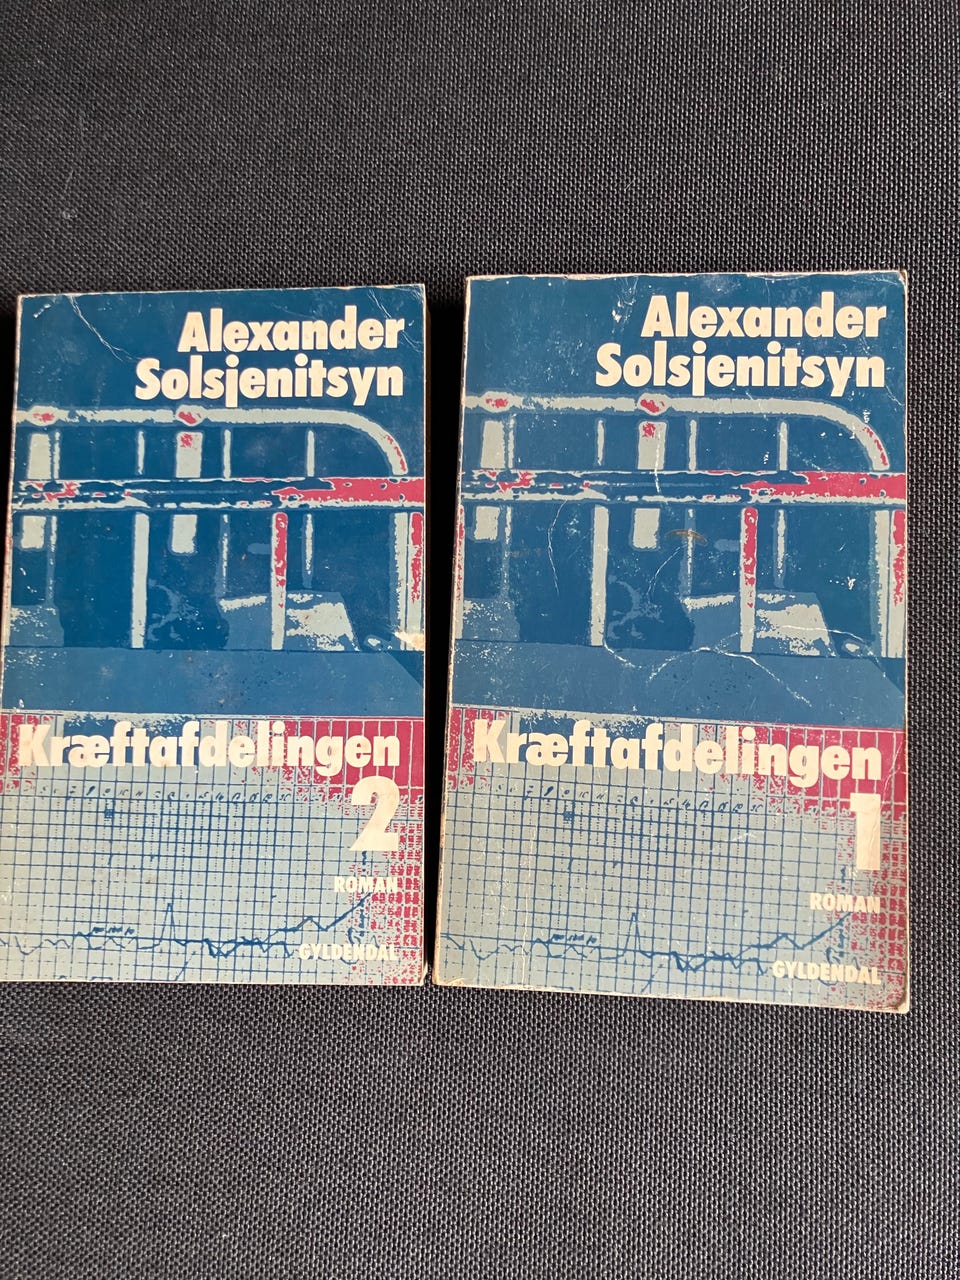 Alexander
Solsjenitsyn
Kræftafdelingen
2
ROMAN
GYLDENDAL
Alexander
Solsjenitsyn
Kræftafdelingen
1
ROMAN
GYLDENDAL